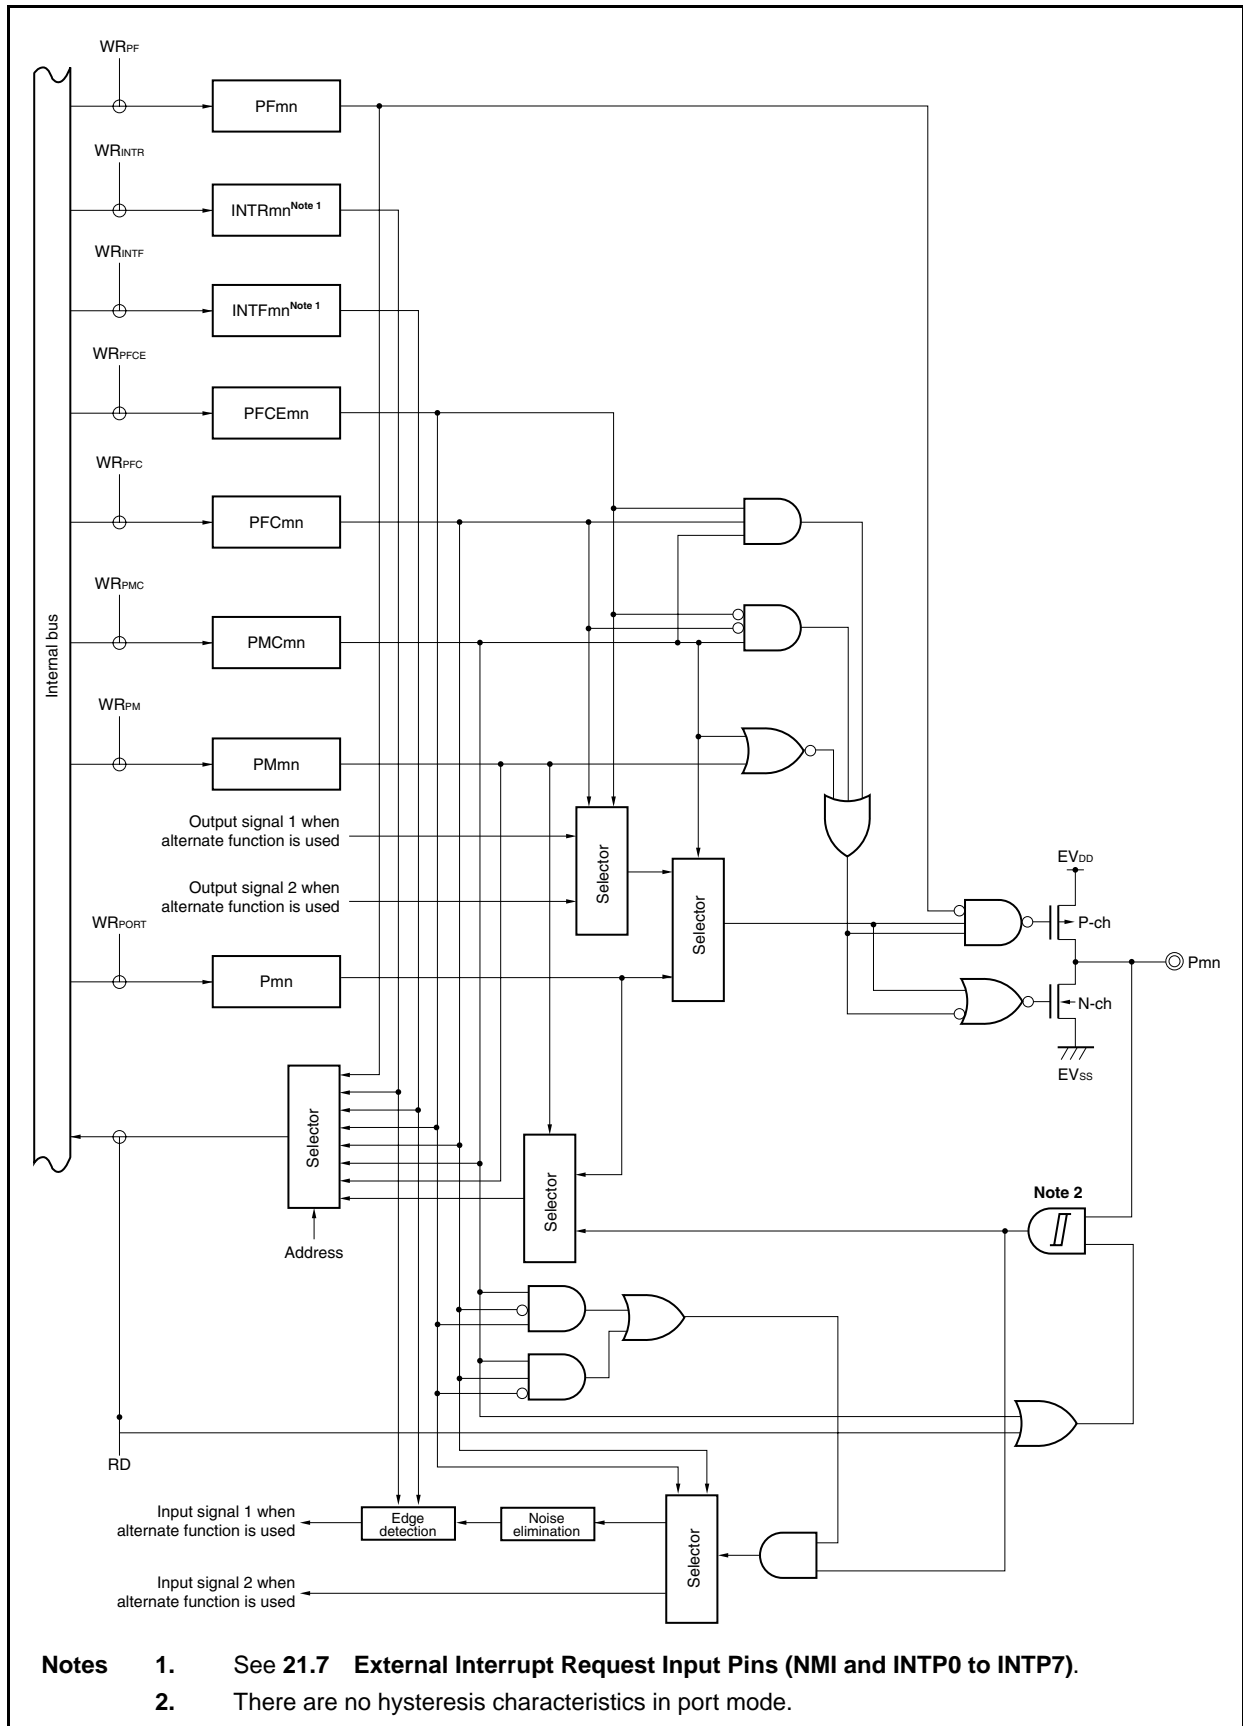 WRPF
PFmn
WRINTR
INTRmnNote 1
WRINTF
INTFmnNote 1
WRPFCE
PFCEmn
WRPFC
PFCmn
WRPMC
PMCmn
Internal bus
WRPM
PMmn
Output signal 1 when
alternate function is used
Selector
Output signal 2 when
alternate function is used
Selector
EVDD
P-ch
WRPORT
Pmn
Pmn
N-ch
EVSS
Selector
Selector
Note 2
Address
RD
Input signal 1 when
alternate function is used
Edge
detection
Noise
elimination
Selector
Input signal 2 when
alternate function is used
Notes 1. See 21.7 External Interrupt Request Input Pins (NMI and INTP0 to INTP7).
2. There are no hysteresis characteristics in port mode.